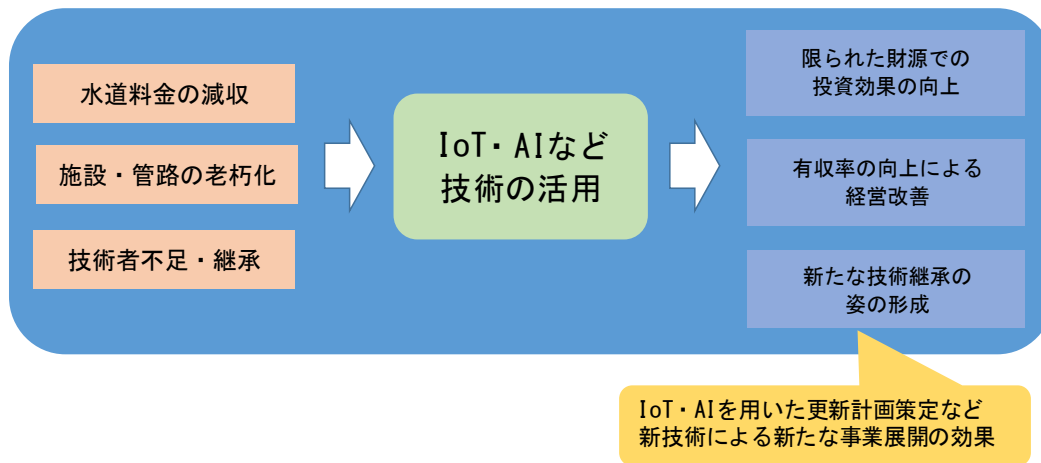 水道料金の減収
施設・管路の老朽化
技術者不足・継承
IoT・AIなど
技術の活用
限られた財源での
投資効果の向上
有収率の向上による
経営改善
新たな技術継承の
姿の形成
IoT・AIを用いた更新計画策定など
新技術による新たな事業展開の効果